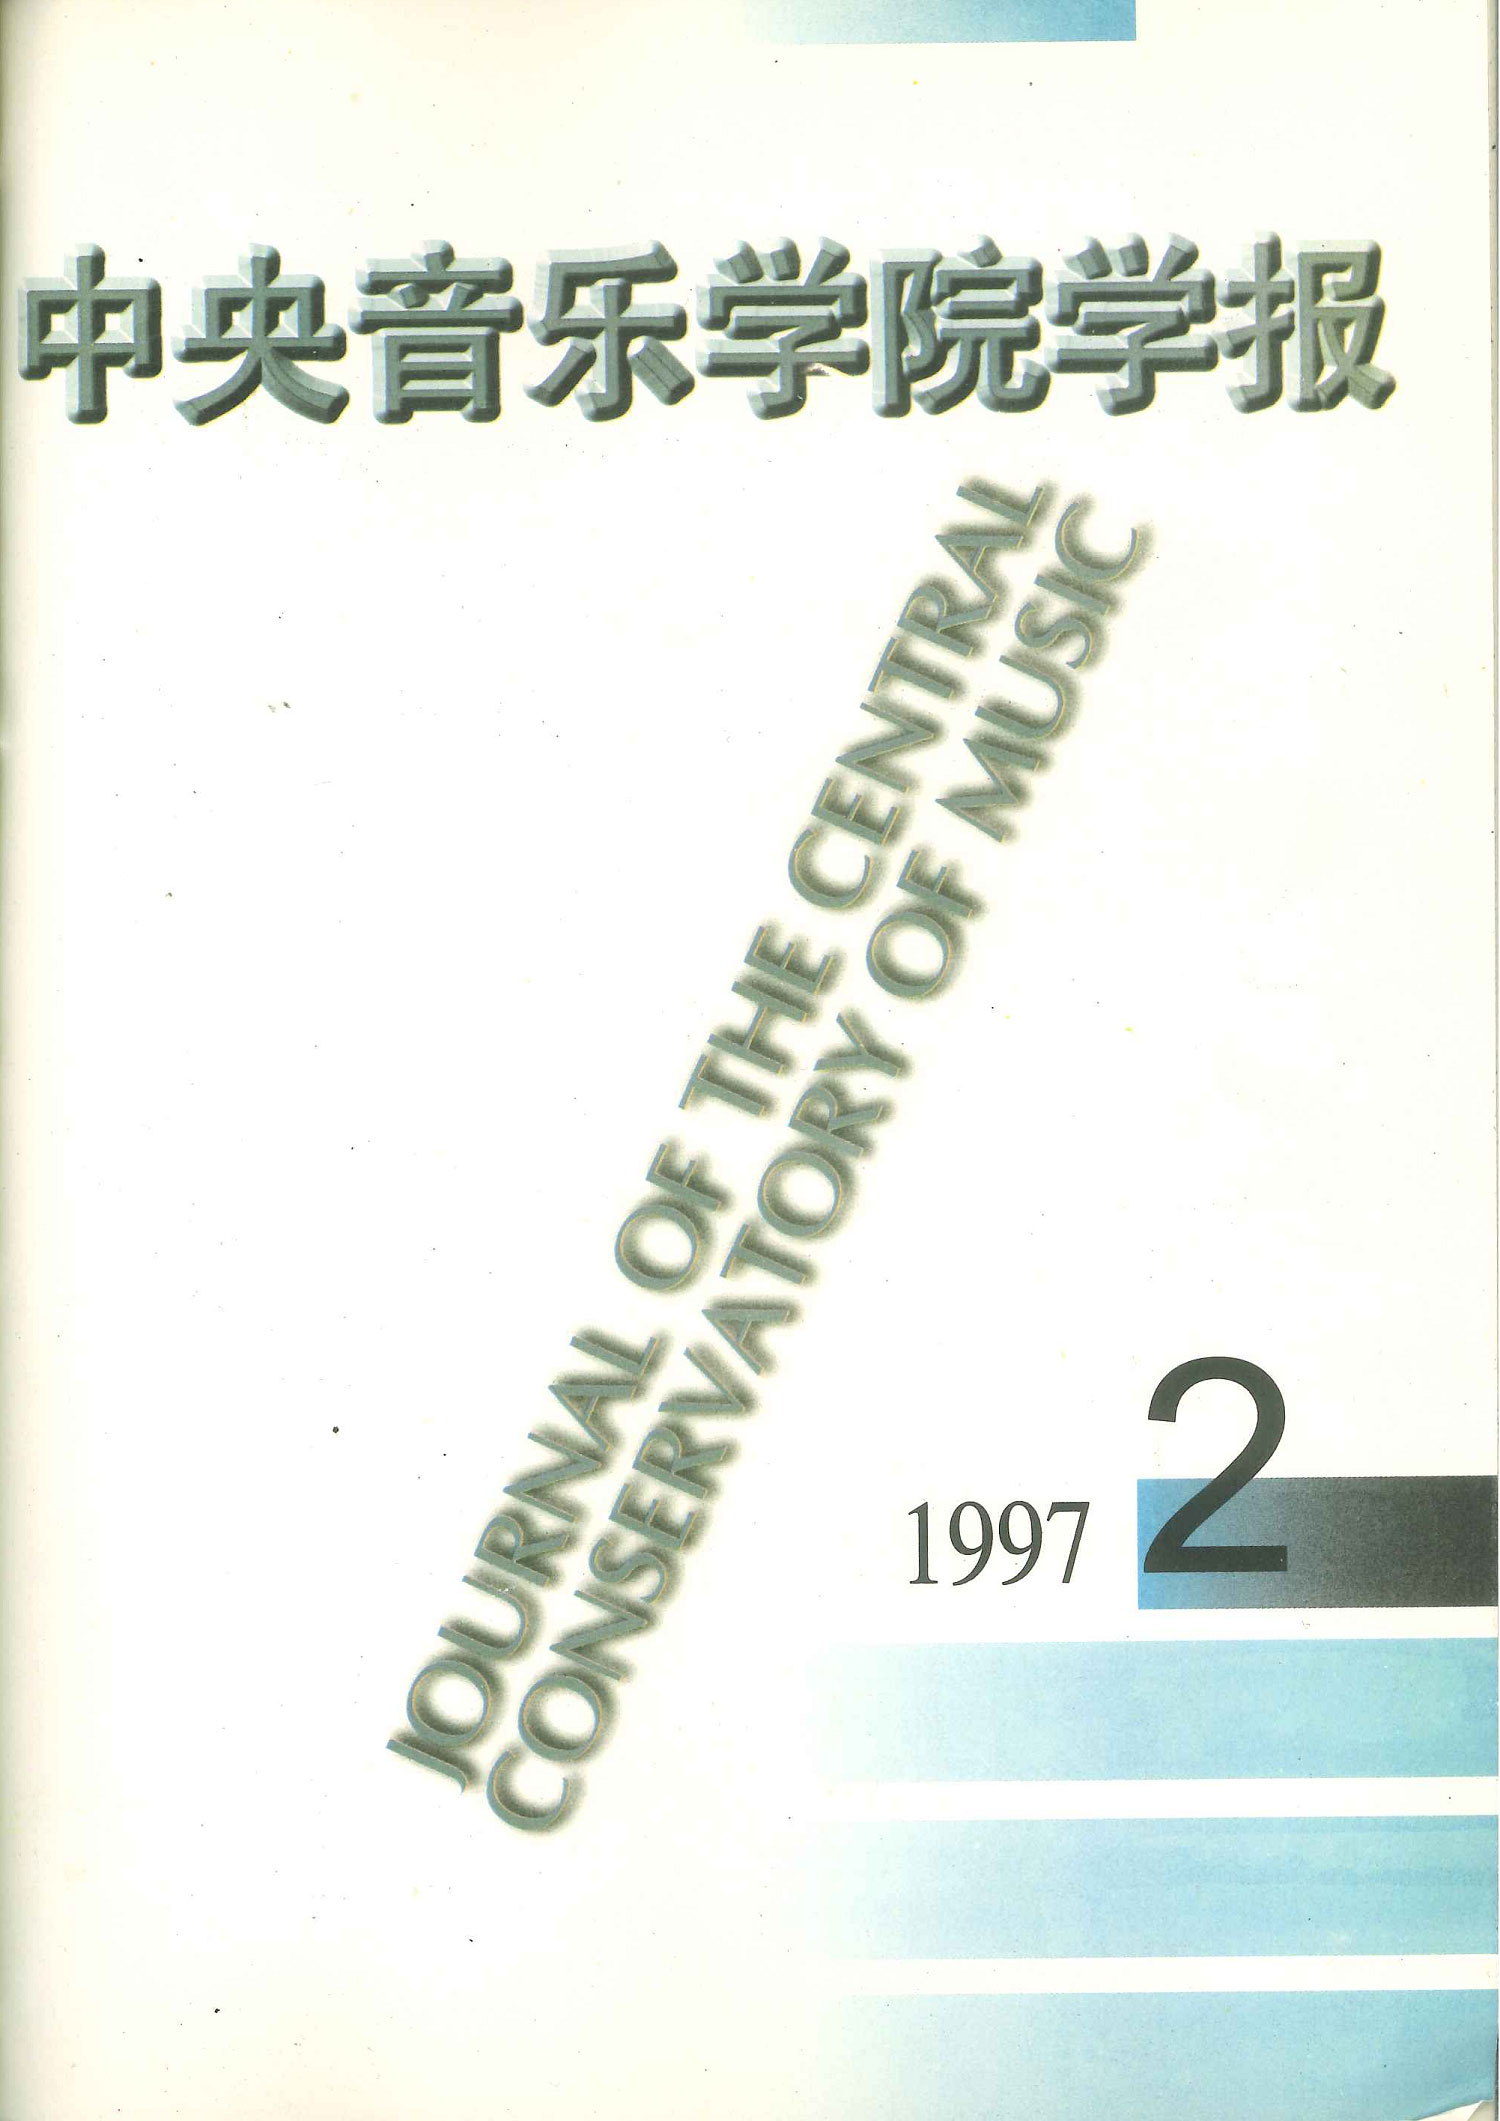 中央音乐学院学报
JOURNAL OF THE CENTRAL
CONSERVATORY OF MUSIC
1997
2